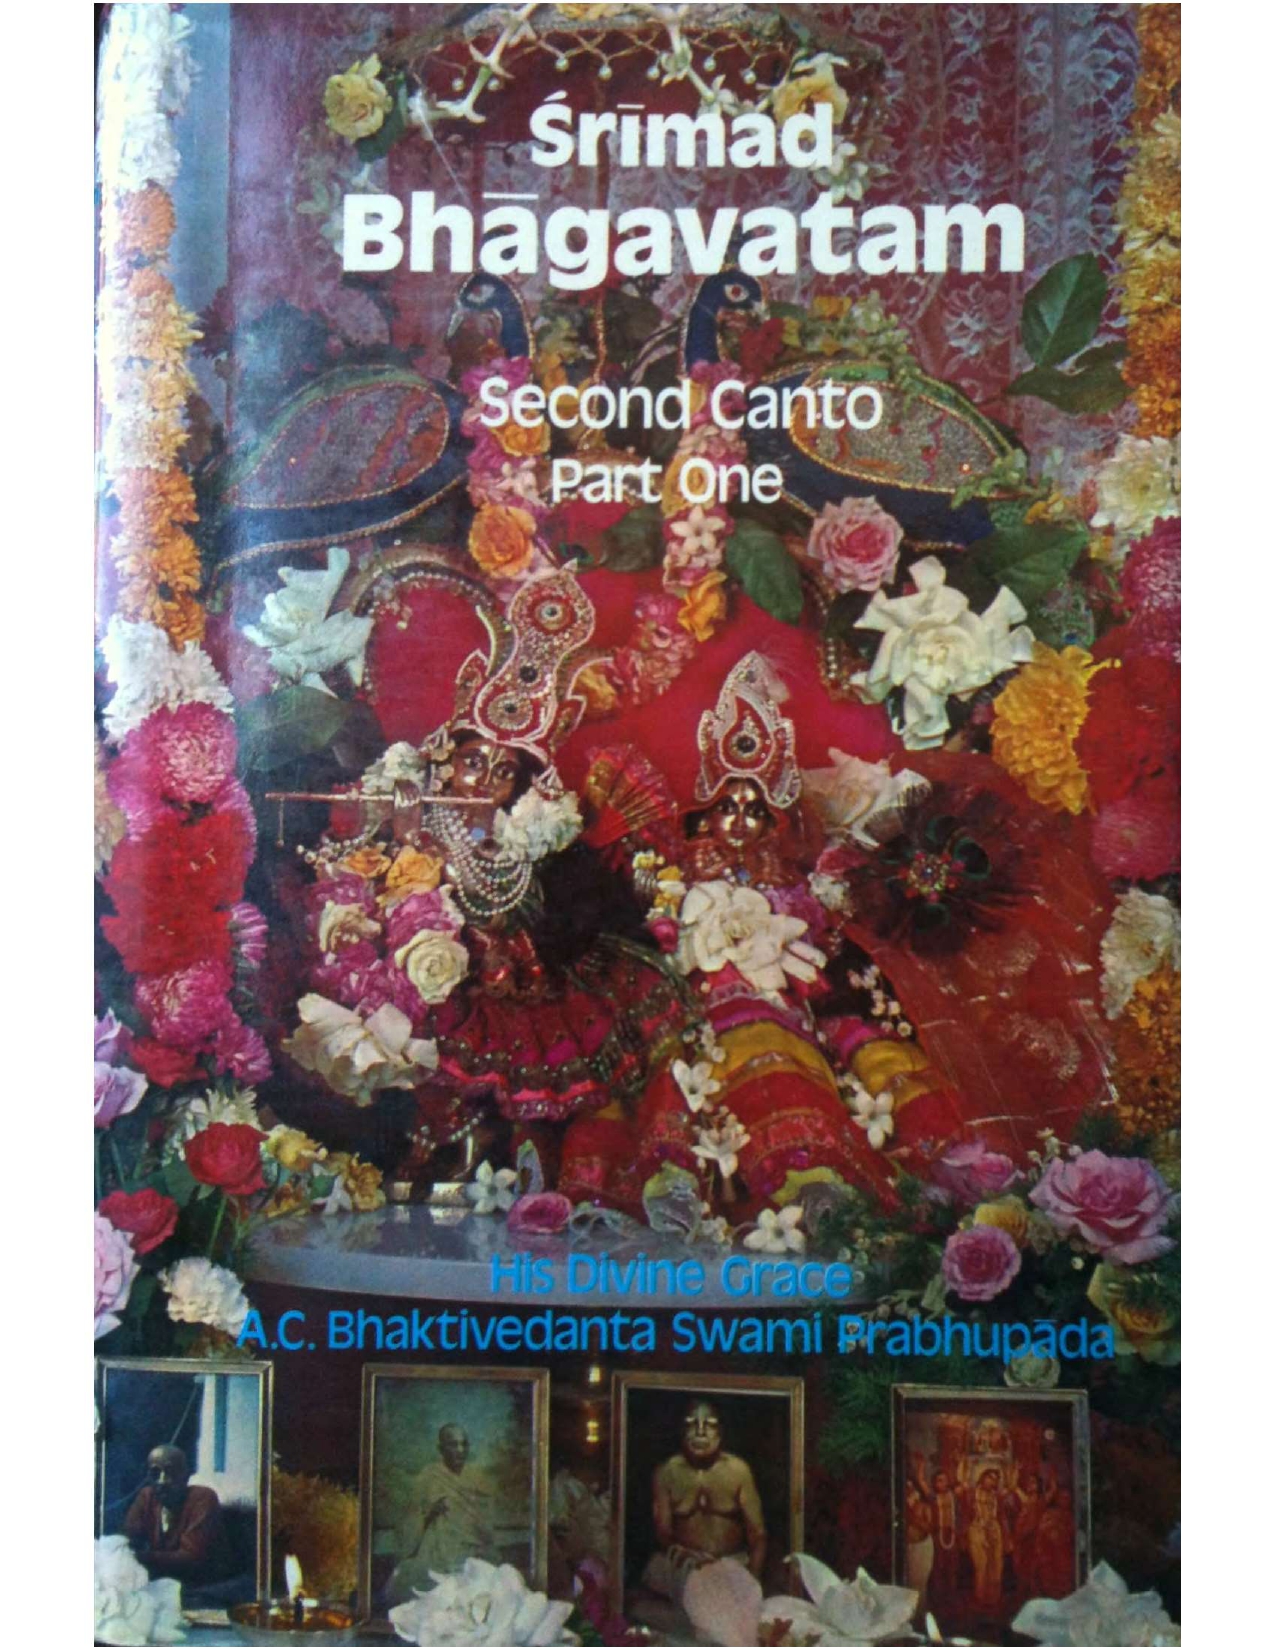 Śrīmad
Bhāgavatam
Second Canto
Part One
His Divine Grace
A.C. Bhaktivedanta Swami Prabhupāda